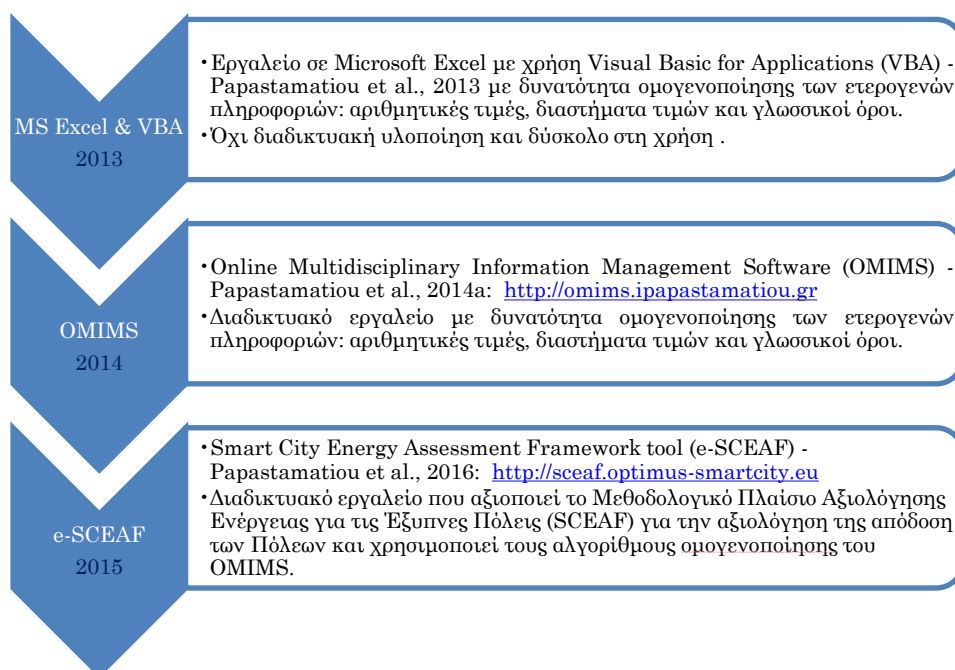 MS Excel & VBA
2013
•Εργαλείο σε Microsoft Excel με χρήση Visual Basic for Applications (VBA) -
Papastamatiou et al., 2013 με δυνατότητα ομογενοποίησης των ετερογενών
πληροφοριών: αριθμητικές τιμές, διαστήματα τιμών και γλωσσικοί όροι.
•Όχι διαδικτυακή υλοποίηση και δύσκολο στη χρήση .
OMIMS
2014
•Online Multidisciplinary Information Management Software (OMIMS) -
Papastamatiou et al., 2014a: http://omims.ipapastamatiou.gr
•Διαδικτυακό εργαλείο με δυνατότητα ομογενοποίησης των ετερογενών
πληροφοριών: αριθμητικές τιμές, διαστήματα τιμών και γλωσσικοί όροι.
e-SCEAF
2015
•Smart City Energy Assessment Framework tool (e-SCEAF) -
Papastamatiou et al., 2016: http://sceaf.optimus-smartcity.eu
•Διαδικτυακό εργαλείο που αξιοποιεί το Μεθοδολογικό Πλαίσιο Αξιολόγησης
Ενέργειας για τις Έξυπνες Πόλεις (SCEAF) για την αξιολόγηση της απόδοση
των Πόλεων και χρησιμοποιεί τους αλγορίθμους ομογενοποίησης του
OMIMS.